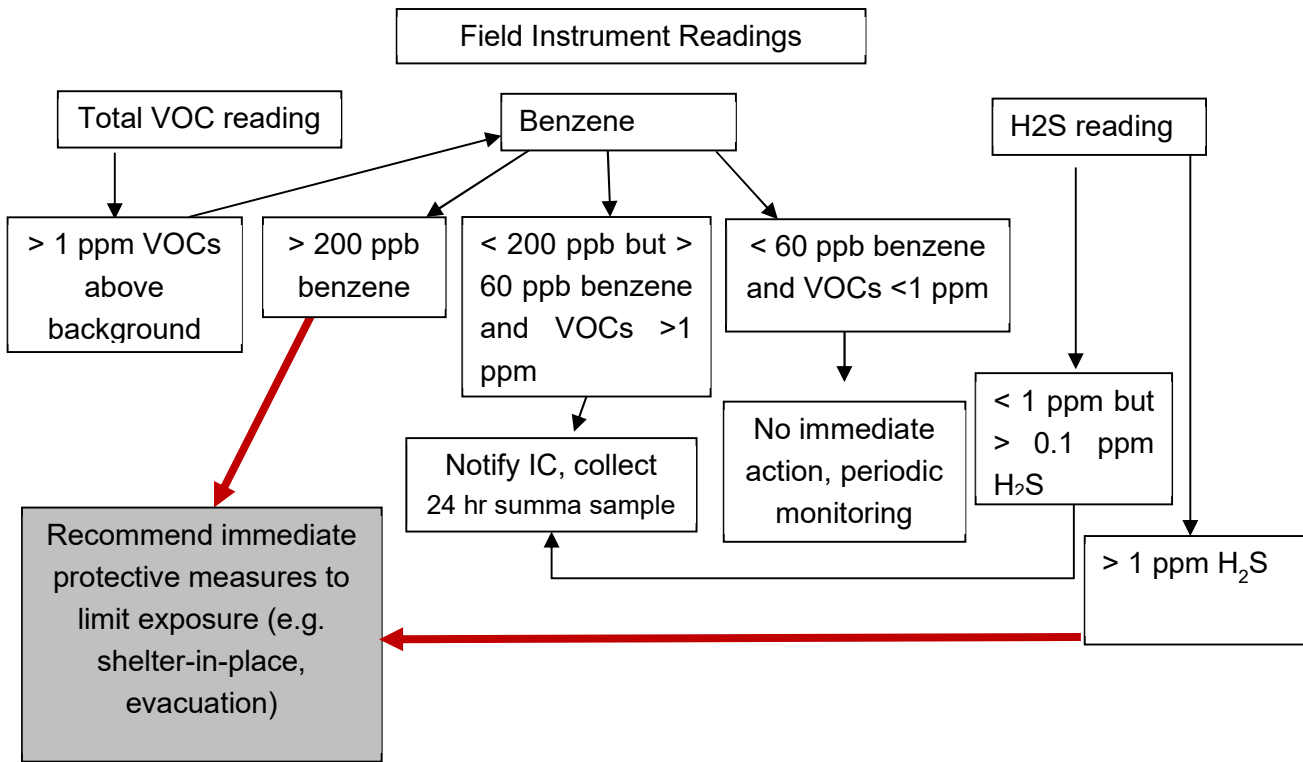 Field Instrument Readings
Total VOC reading
Benzene
H2S reading
> 1 ppm VOCs
above
background
> 200 ppb
benzene
< 200 ppb but >
60 ppb benzene
and VOCs >1
ppm
< 60 ppb benzene
and VOCs <1 ppm
< 1 ppm but
> 0.1 ppm
H₂S
Notify IC, collect
24 hr summa sample
No immediate
action, periodic
monitoring
> 1 ppm H₂S
Recommend immediate
protective measures to
limit exposure (e.g.
shelter-in-place,
evacuation)